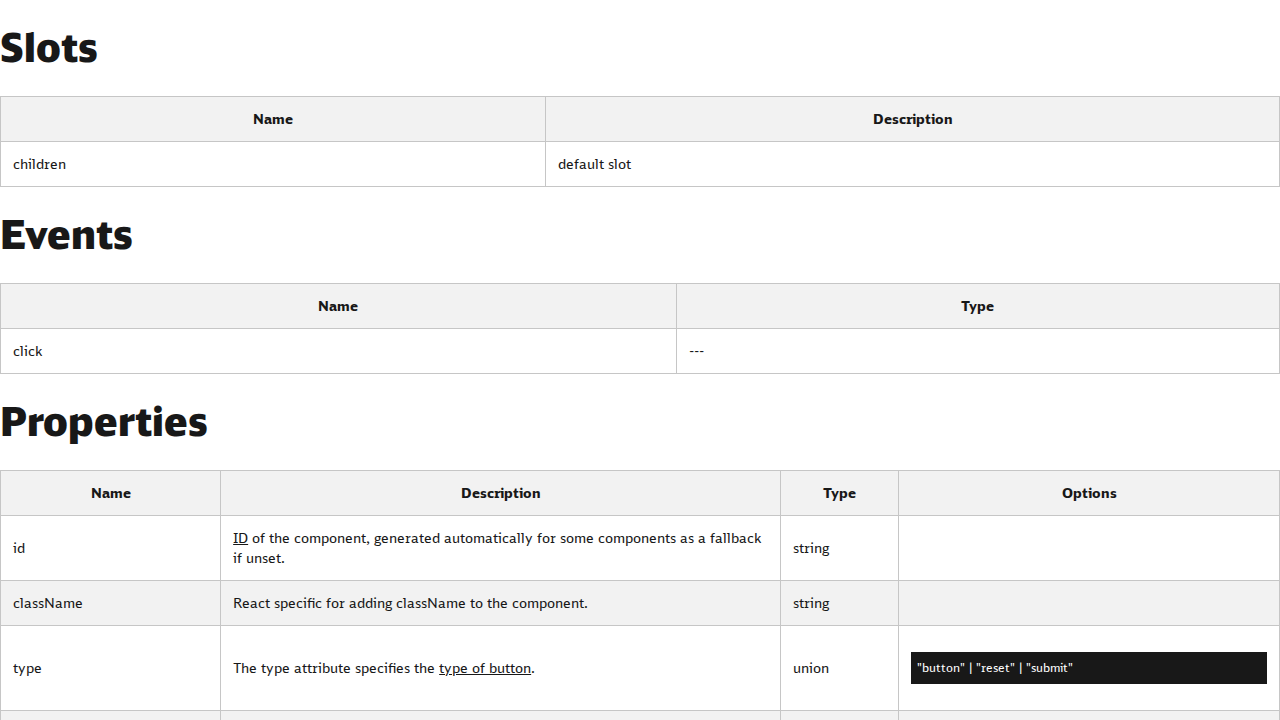 Slots
Name Description
children default slot
Events
Name Type
click ---
Properties
Name Description Type Options
id ID of the component, generated automatically for some components as a fallback if unset. string
className React specific for adding className to the component. string
type The type attribute specifies the type of button. union "button" | "reset" | "submit"